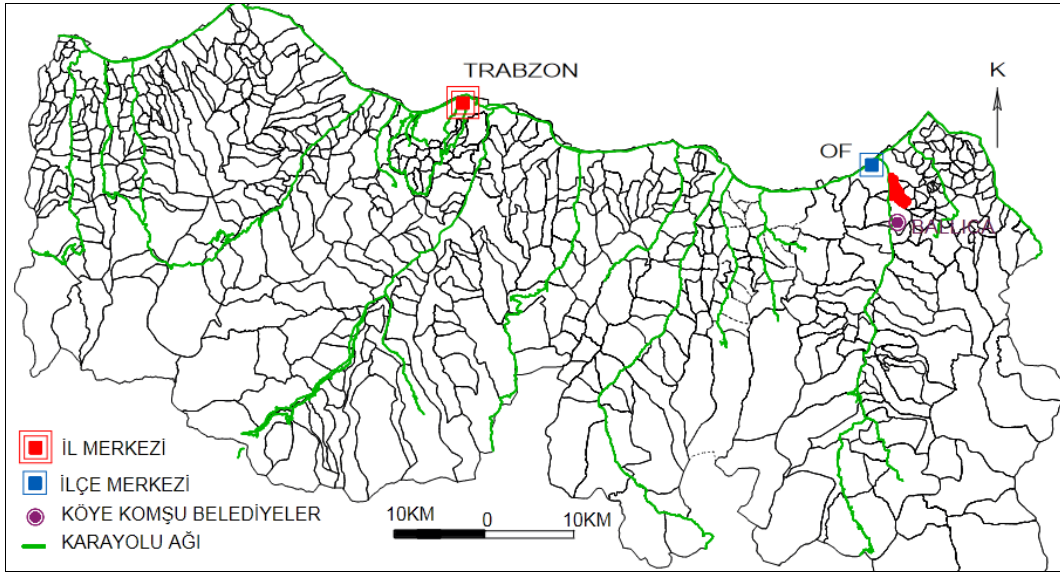 TRABZON
K
OF
BALLICA
İL MERKEZİ
İLÇE MERKEZİ
KÖYE KOMŞU BELEDİYELER
KARAYOLU AĞI
10KM 0 10KM